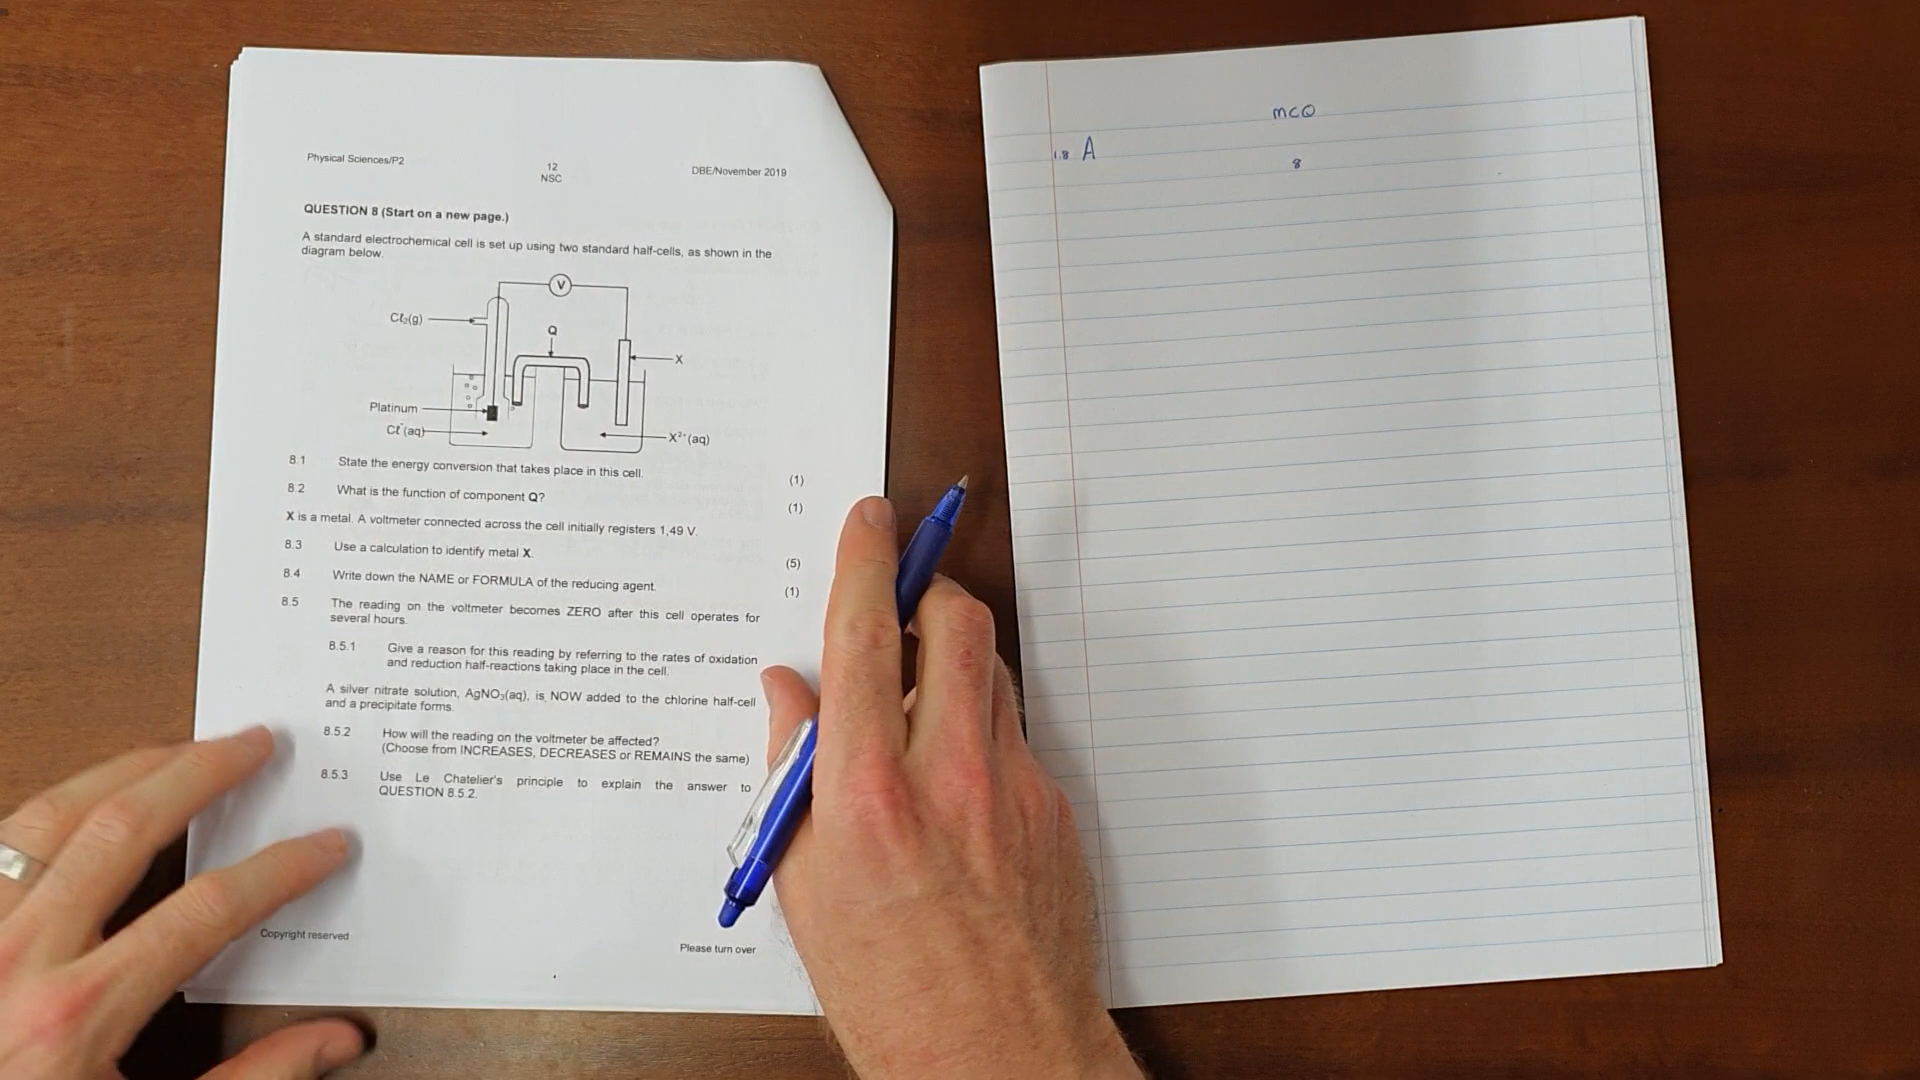 Physical Sciences/P2
12
NSC
DBE/November 2019
QUESTION 8 (Start on a new page.)
A standard electrochemical cell is set up using two standard half-cells, as shown in the
diagram below.
V
Cℓ₂(g)
Q
X
Platinum
Cℓ⁻(aq)
X²⁺(aq)
8.1 State the energy conversion that takes place in this cell. (1)
8.2 What is the function of component Q? (1)
X is a metal. A voltmeter connected across the cell initially registers 1,49 V.
8.3 Use a calculation to identify metal X. (5)
8.4 Write down the NAME or FORMULA of the reducing agent. (1)
8.5 The reading on the voltmeter becomes ZERO after this cell operates for
several hours.
8.5.1 Give a reason for this reading by referring to the rates of oxidation
and reduction half-reactions taking place in the cell.
A silver nitrate solution, AgNO₃(aq), is NOW added to the chlorine half-cell
and a precipitate forms.
8.5.2 How will the reading on the voltmeter be affected?
(Choose from INCREASES, DECREASES or REMAINS the same)
8.5.3 Use Le Chatelier's principle to explain the answer to
QUESTION 8.5.2.
Copyright reserved
Please turn over
MCQ
1.8 A
8